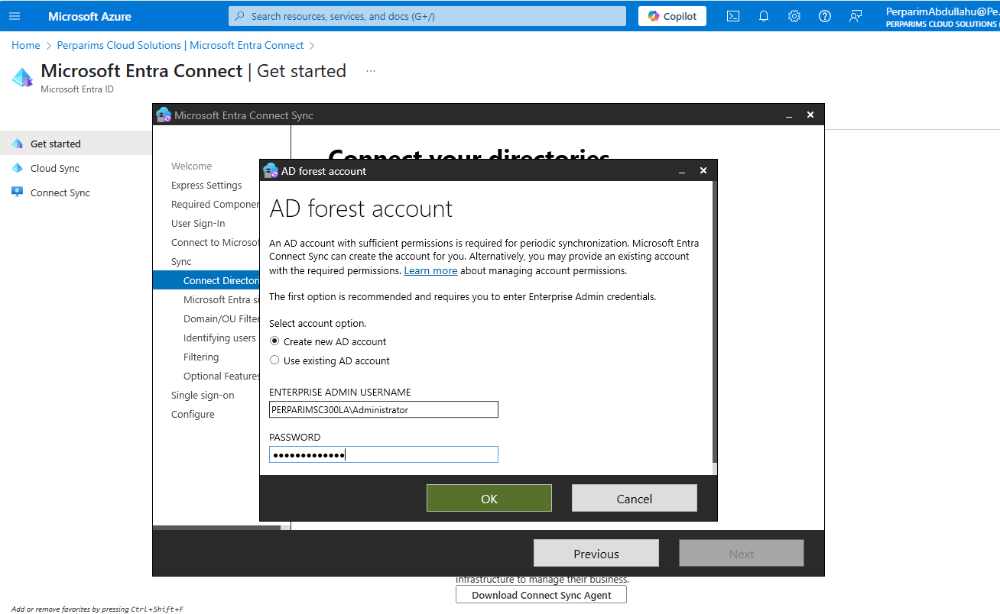 Microsoft Azure
Search resources, services, and docs (G+/)
Copilot
PerparimAbdullahu@Pe.
PERPARIMS CLOUD SOLUTIONS
Home > Perparims Cloud Solutions | Microsoft Entra Connect >
Microsoft Entra Connect | Get started ...
Microsoft Entra ID
Get started
Cloud Sync
Connect Sync
Microsoft Entra Connect Sync
Connect your directories
Welcome
Express Settings
Required Componen
User Sign-In
Connect to Microsof
Sync
Connect Directori
Microsoft Entra si
Domain/OU Filter
Identifying users
Filtering
Optional Features
Single sign-on
Configure
AD forest account
AD forest account
An AD account with sufficient permissions is required for periodic synchronization. Microsoft Entra
Connect Sync can create the account for you. Alternatively, you may provide an existing account
with the required permissions. Learn more about managing account permissions.
The first option is recommended and requires you to enter Enterprise Admin credentials.
Select account option.
Create new AD account
Use existing AD account
ENTERPRISE ADMIN USERNAME
PERPARIMSC300LA\Administrator
PASSWORD
•••••••••••••
OK
Cancel
Previous
Next
infrastructure to manage their business.
Download Connect Sync Agent
Add or remove favorites by pressing Ctrl+Shift+F